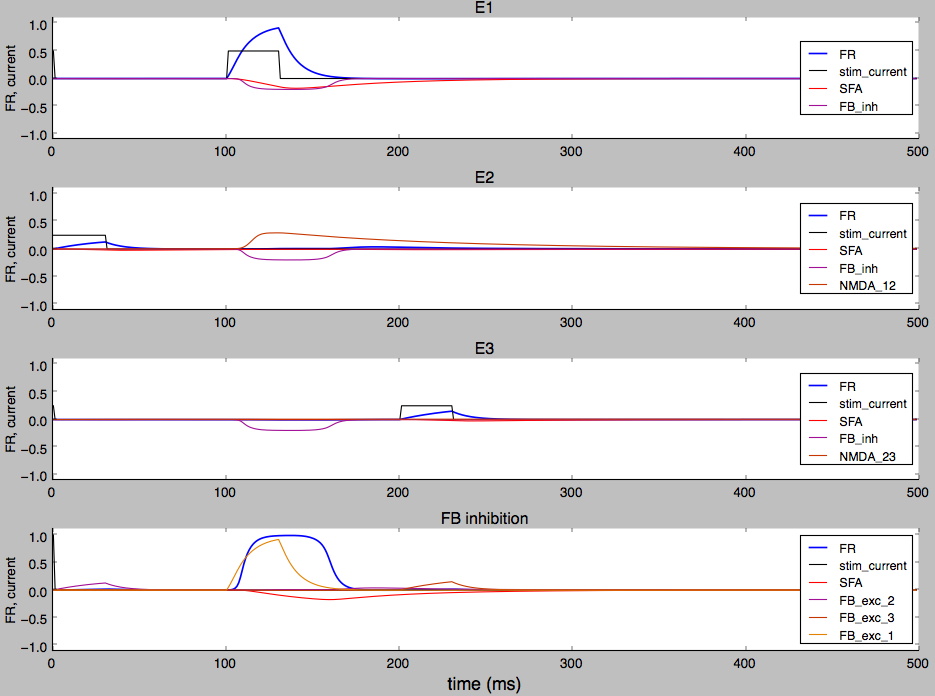 E1
FR, current
1.0
0.5
0.0
−0.5
−1.0
0 100 200 300 400 500
FR
stim_current
SFA
FB_inh
E2
FR, current
1.0
0.5
0.0
−0.5
−1.0
0 100 200 300 400 500
FR
stim_current
SFA
FB_inh
NMDA_12
E3
FR, current
1.0
0.5
0.0
−0.5
−1.0
0 100 200 300 400 500
FR
stim_current
SFA
FB_inh
NMDA_23
FB inhibition
FR, current
1.0
0.5
0.0
−0.5
−1.0
0 100 200 300 400 500
FR
stim_current
SFA
FB_exc_2
FB_exc_3
FB_exc_1
time (ms)